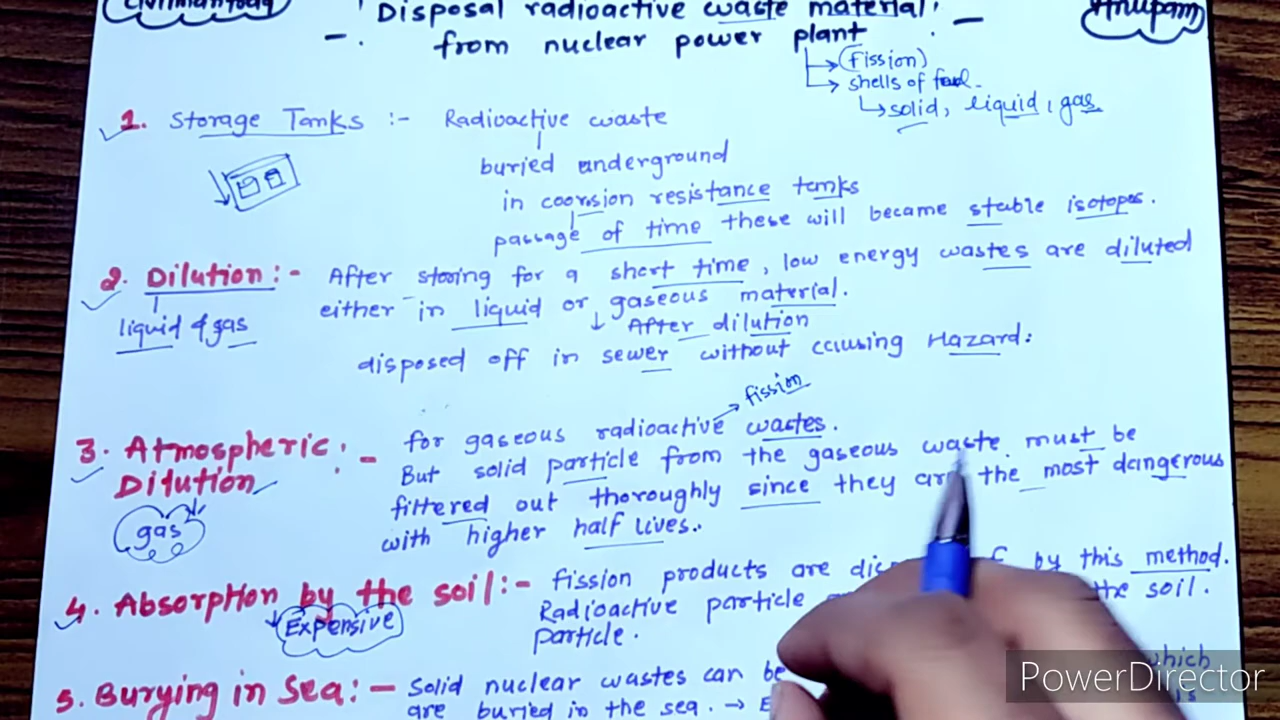 Disposal radioactive waste material
from nuclear power plant
Anupam
(fission)
shells of fuel.
solid, liquid, gas
1. Storage Tanks :- Radioactive waste
buried underground
in coorsion resistance tanks
passage of time these will became stable isotopes.
2. Dilution :- After storing for a short time, low energy wastes are diluted
either in liquid or gaseous material.
liquid & gas
After dilution
disposed off in sewer without causing Hazard:
fission
3. Atmospheric Dilution :- for gaseous radioactive wastes.
But solid particle from the gaseous waste must be
filtered out thoroughly since they are the most dangerous
with higher half lives..
gas
4. Absorption by the soil:- fission products are by this method.
Expensive
Radioactive particle the soil.
particle.
5. Burying in Sea: - Solid nuclear wastes can be which
are buried in the sea. →
PowerDirector